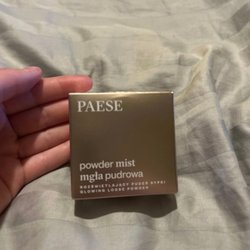 PAESE
powder mist
mgła pudrowa
ROZŚWIETLAJĄCY PUDER SYPKI
GLOWING LOOSE POWDER